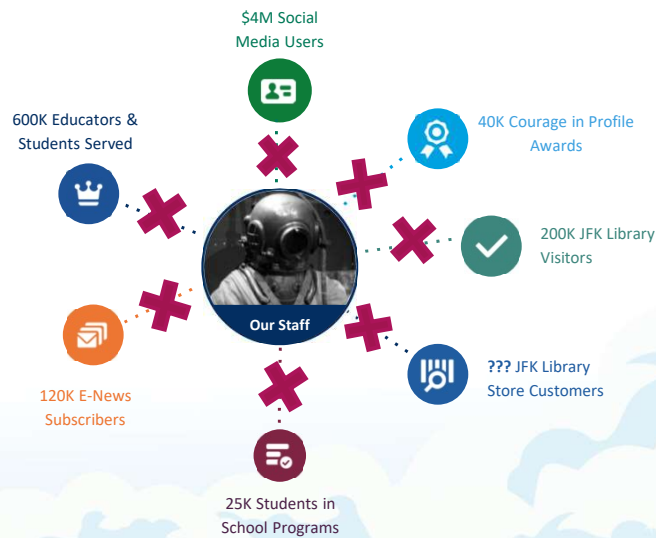 $4M Social
Media Users
600K Educators &
Students Served
40K Courage in Profile
Awards
200K JFK Library
Visitors
Our Staff
??? JFK Library
Store Customers
120K E-News
Subscribers
25K Students in
School Programs